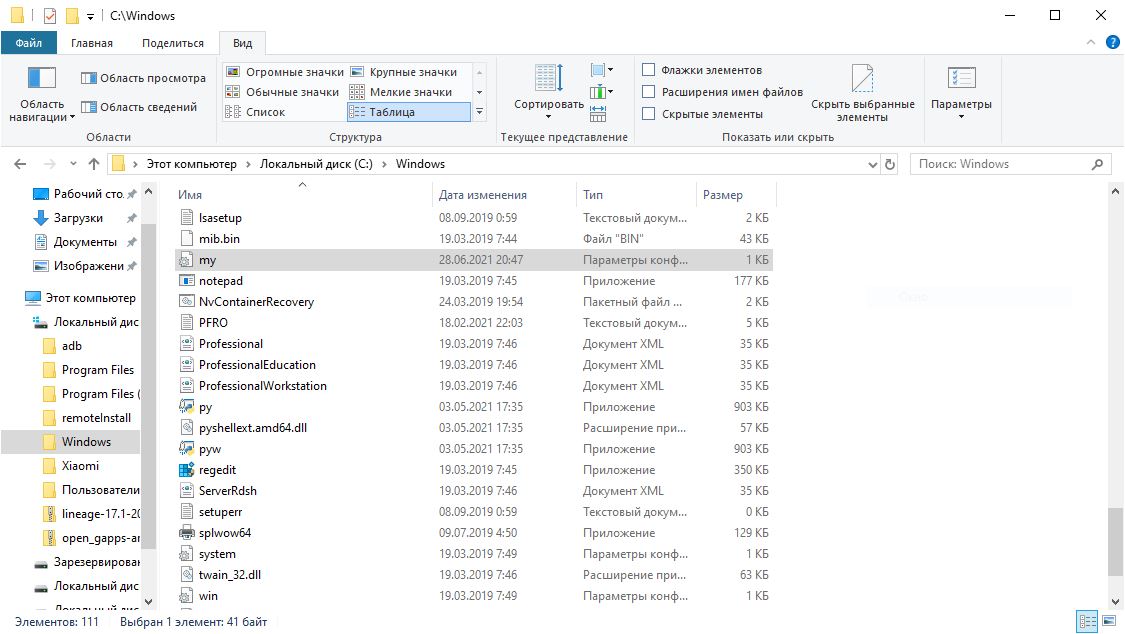 C:\Windows
Файл Главная Поделиться Вид
Область навигации
Область просмотра
Область сведений
Области
Огромные значки Крупные значки
Обычные значки Мелкие значки
Список Таблица
Структура
Сортировать
Текущее представление
Флажки элементов
Расширения имен файлов
Скрытые элементы
Скрыть выбранные элементы
Показать или скрыть
Параметры
Этот компьютер Локальный диск (C:) Windows
Поиск: Windows
Рабочий сто.
Загрузки
Документы
Изображени
Этот компьютер
Локальный дис
adb
Program Files
Program Files (
remoteInstall
Windows
Xiaomi
Пользователи
lineage-17.1-20
open_gapps-ar
Зарезервирован
Локальный дис
Локальный дис
Имя Дата изменения Тип Размер
lsasetup 08.09.2019 0:59 Текстовый докум... 2 КБ
mib.bin 19.03.2019 7:44 Файл "BIN" 43 КБ
my 28.06.2021 20:47 Параметры конф... 1 КБ
notepad 19.03.2019 7:45 Приложение 177 КБ
NvContainerRecovery 24.03.2019 19:54 Пакетный файл ... 2 КБ
PFRO 18.02.2021 22:03 Текстовый докум... 5 КБ
Professional 19.03.2019 7:46 Документ XML 35 КБ
ProfessionalEducation 19.03.2019 7:46 Документ XML 35 КБ
ProfessionalWorkstation 19.03.2019 7:46 Документ XML 35 КБ
py 03.05.2021 17:35 Приложение 903 КБ
pyshellext.amd64.dll 03.05.2021 17:35 Расширение при... 57 КБ
pyw 03.05.2021 17:35 Приложение 903 КБ
regedit 19.03.2019 7:45 Приложение 350 КБ
ServerRdsh 19.03.2019 7:46 Документ XML 35 КБ
setuperr 08.09.2019 0:59 Текстовый докум... 0 КБ
splwow64 09.07.2019 4:50 Приложение 129 КБ
system 19.03.2019 7:49 Параметры конф... 1 КБ
twain_32.dll 19.03.2019 7:46 Расширение при... 63 КБ
win 19.03.2019 7:49 Параметры конф... 1 КБ
Элементов: 111 Выбран 1 элемент: 41 байт